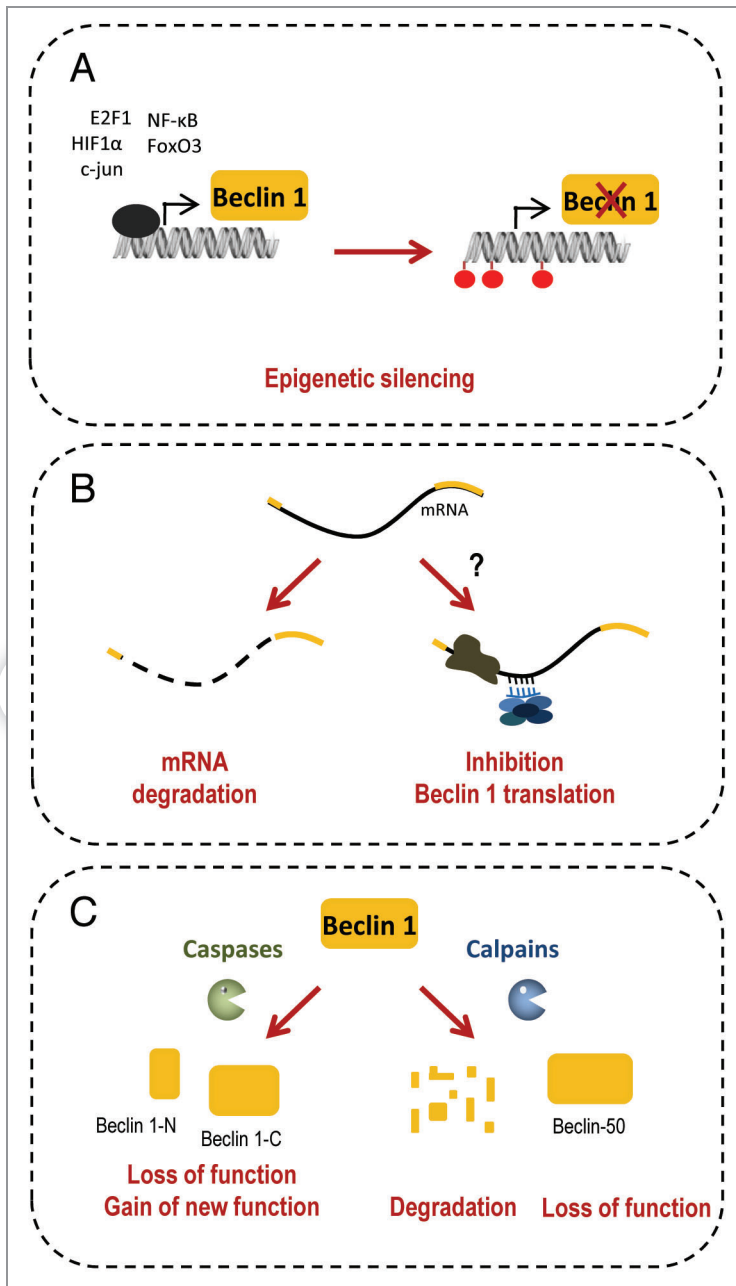 A
E2F1 NF-κB
HIF1α FoxO3
c-jun
Beclin 1
Beclin 1
Epigenetic silencing
B
mRNA
?
mRNA
degradation
Inhibition
Beclin 1 translation
C
Beclin 1
Caspases
Calpains
Beclin 1-N
Beclin 1-C
Beclin-50
Loss of function
Gain of new function
Degradation
Loss of function